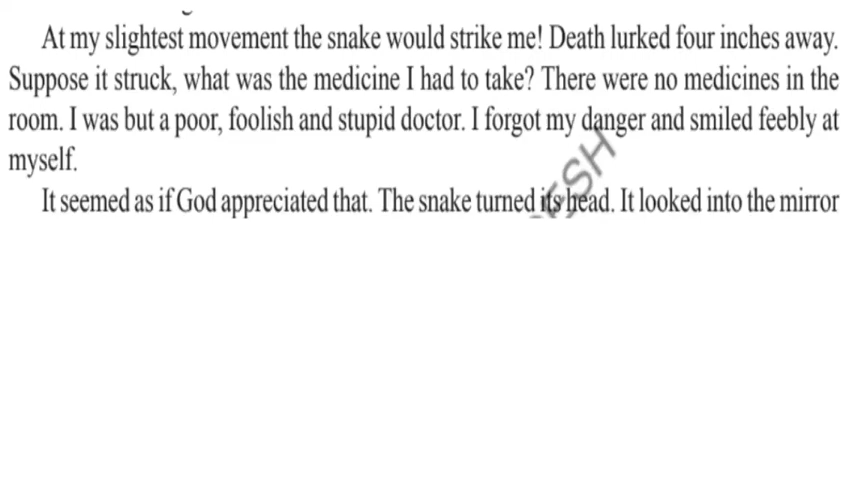 At my slightest movement the snake would strike me! Death lurked four inches away.
Suppose it struck, what was the medicine I had to take? There were no medicines in the
room. I was but a poor, foolish and stupid doctor. I forgot my danger and smiled feebly at
myself.
It seemed as if God appreciated that. The snake turned its head. It looked into the mirror